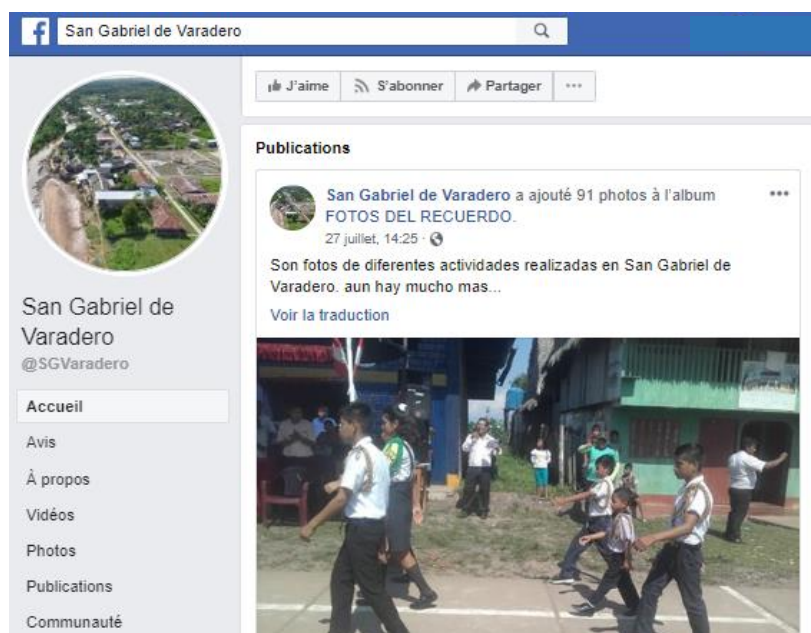 San Gabriel de Varadero
J'aime
S'abonner
Partager
San Gabriel de
Varadero
@SGVaradero
Accueil
Avis
À propos
Vidéos
Photos
Publications
Communauté
Publications
San Gabriel de Varadero a ajouté 91 photos à l'album
FOTOS DEL RECUERDO.
27 juillet, 14:25 ·
Son fotos de diferentes actividades realizadas en San Gabriel de
Varadero. aun hay mucho mas...
Voir la traduction